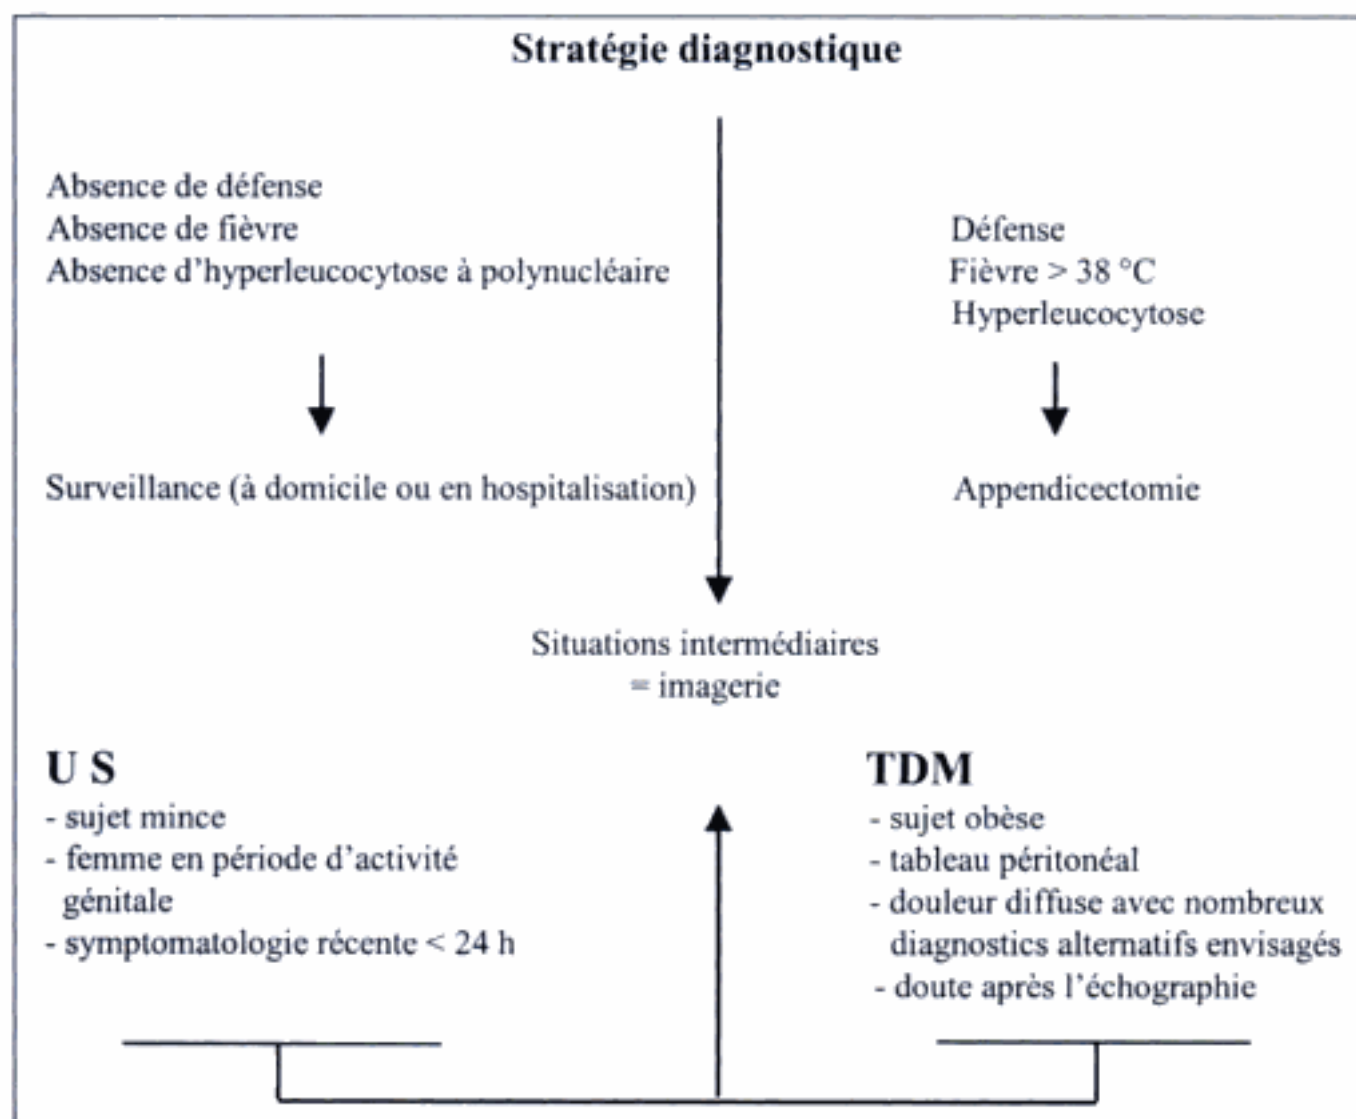 Stratégie diagnostique
Absence de défense
Absence de fièvre
Absence d'hyperleucocytose à polynucléaire
Défense
Fièvre > 38 °C
Hyperleucocytose
Surveillance (à domicile ou en hospitalisation)
Appendicectomie
Situations intermédiaires
= imagerie
U S
- sujet mince
- femme en période d'activité
génitale
- symptomatologie récente < 24 h
TDM
- sujet obèse
- tableau péritonéal
- douleur diffuse avec nombreux
diagnostics alternatifs envisagés
- doute après l'échographie